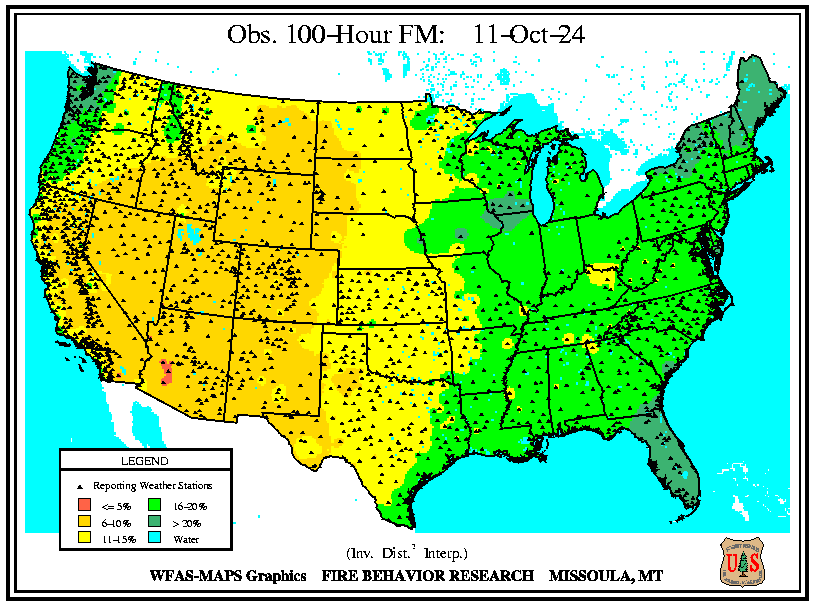 Obs. 100-Hour FM: 11-Oct-24
LEGEND
Reporting Weather Stations
<= 5% 16-20%
6-10% > 20%
11-15% Water
(Inv. Dist.² Interp.)
WFAS-MAPS Graphics FIRE BEHAVIOR RESEARCH MISSOULA, MT
U S